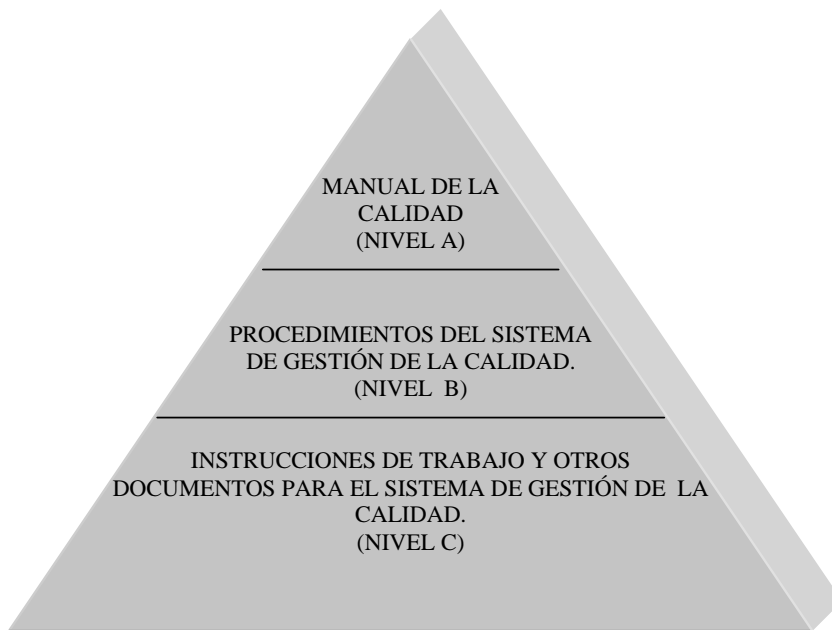 MANUAL DE LA
CALIDAD
(NIVEL A)
PROCEDIMIENTOS DEL SISTEMA
DE GESTIÓN DE LA CALIDAD.
(NIVEL B)
INSTRUCCIONES DE TRABAJO Y OTROS
DOCUMENTOS PARA EL SISTEMA DE GESTIÓN DE LA
CALIDAD.
(NIVEL C)